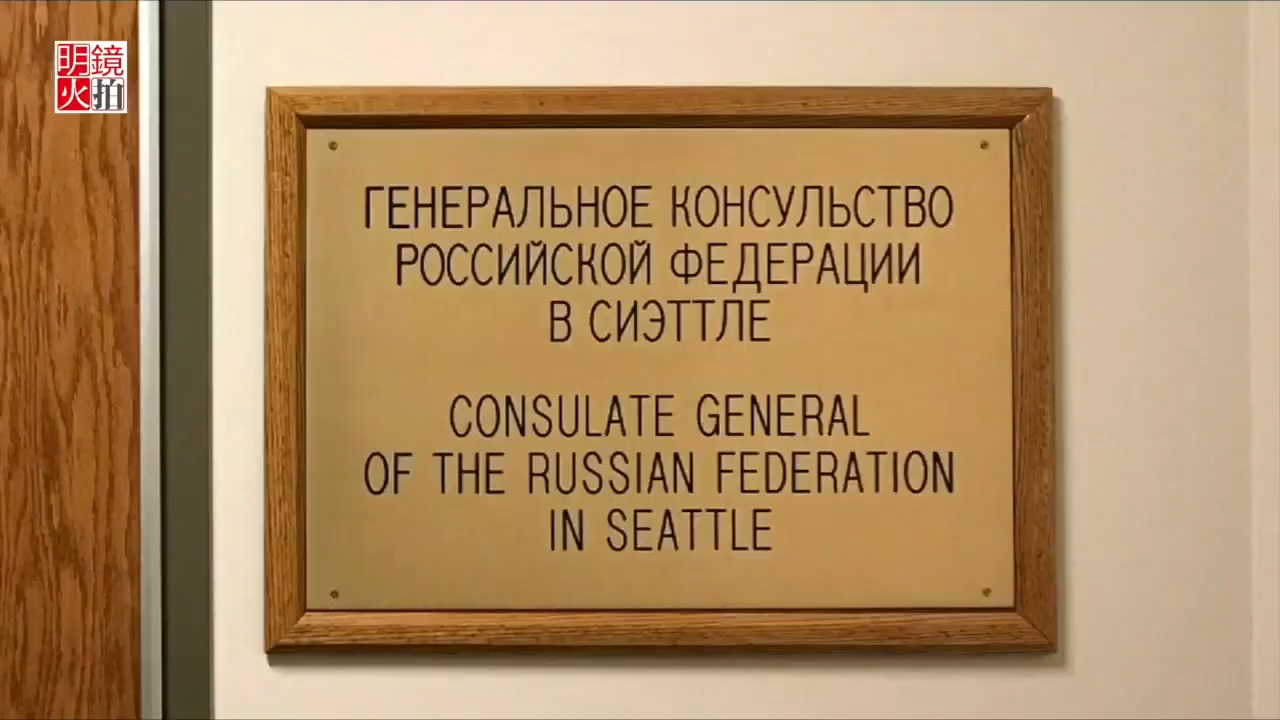 明鏡
火拍
ГЕНЕРАЛЬНОЕ КОНСУЛЬСТВО
РОССИЙСКОЙ ФЕДЕРАЦИИ
В СИЭТТЛЕ
CONSULATE GENERAL
OF THE RUSSIAN FEDERATION
IN SEATTLE